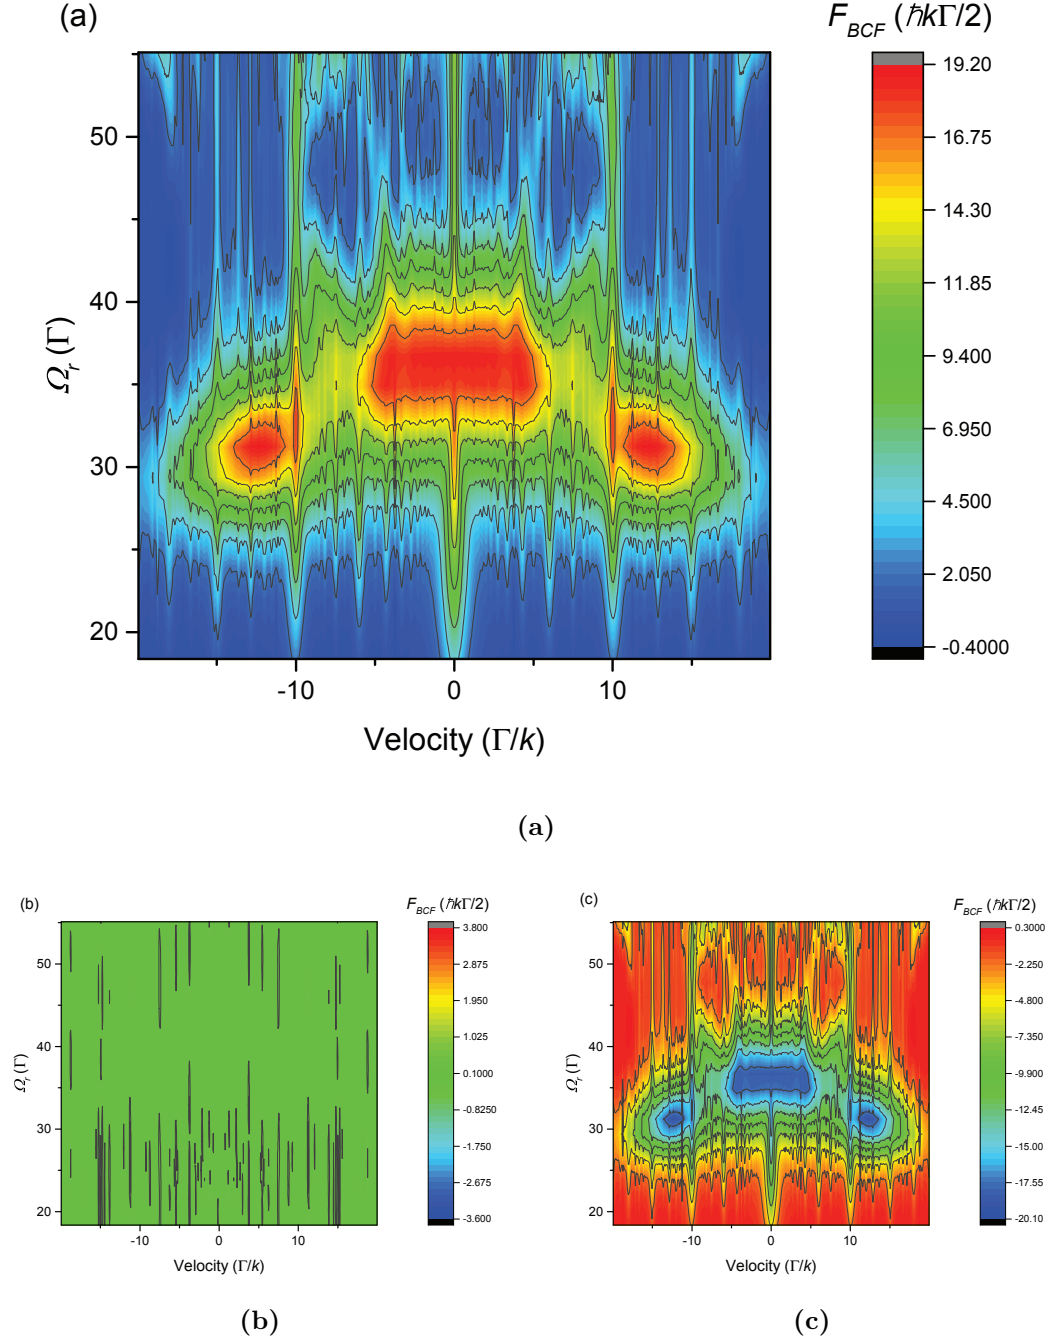 (a)
F_BCF (ℏkΓ/2)
19.20
16.75
14.30
11.85
9.400
6.950
4.500
2.050
-0.4000
50
40
30
20
Ω_r (Γ)
-10 0 10
Velocity (Γ/k)
(a)
(b)
F_BCF (ℏkΓ/2)
3.800
2.875
1.950
1.025
0.1000
-0.8250
-1.750
-2.675
-3.600
50
40
30
20
Ω_r (Γ)
-10 0 10
Velocity (Γ/k)
(b)
(c)
F_BCF (ℏkΓ/2)
0.3000
-2.250
-4.800
-7.350
-9.900
-12.45
-15.00
-17.55
-20.10
50
40
30
20
Ω_r (Γ)
-10 0 10
Velocity (Γ/k)
(c)